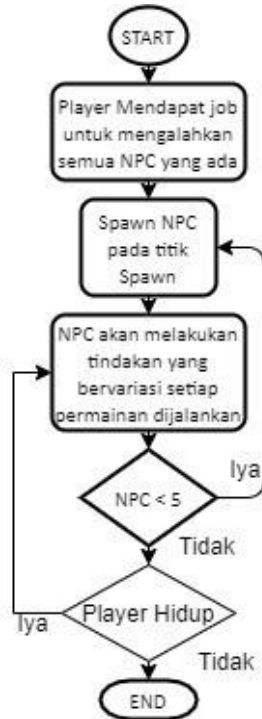 START
Player Mendapat job
untuk mengalahkan
semua NPC yang ada
Spawn NPC
pada titik
Spawn
NPC akan melakukan
tindakan yang
bervariasi setiap
permainan dijalankan
Iya
NPC < 5
Tidak
Player Hidup
Iya
Tidak
END